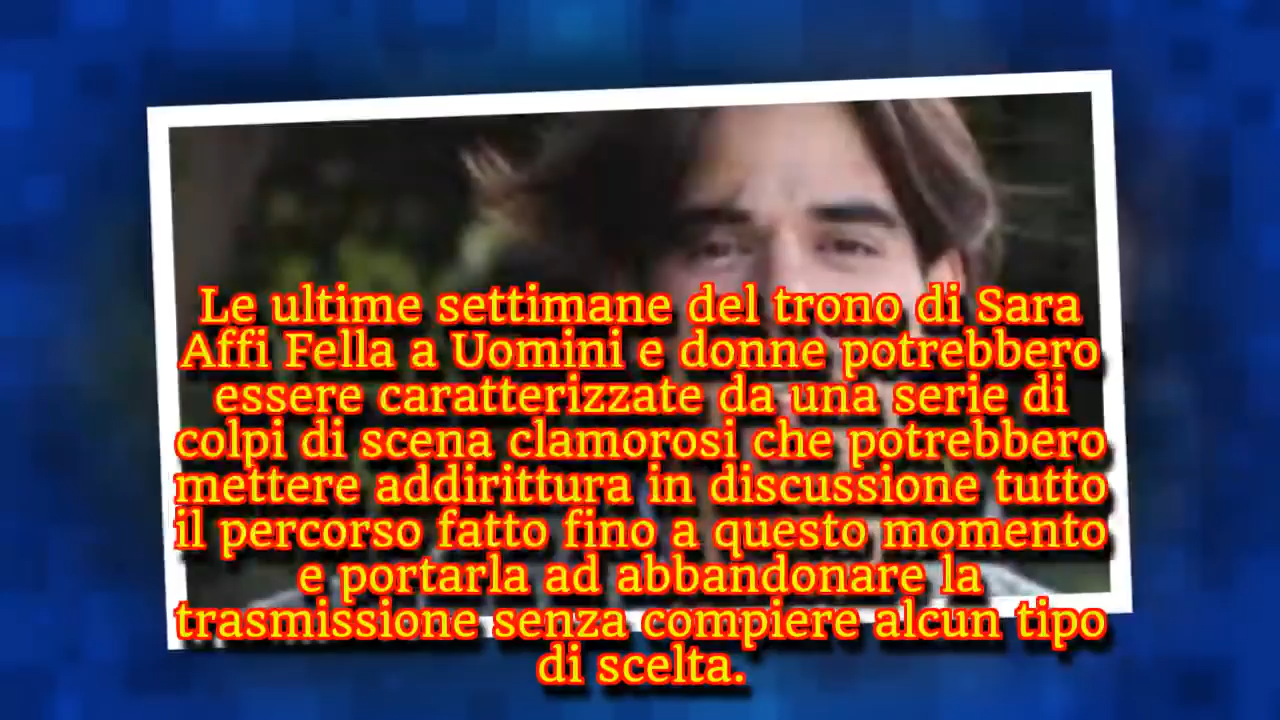 Le ultime settimane del trono di Sara
Affi Fella a Uomini e donne potrebbero
essere caratterizzate da una serie di
colpi di scena clamorosi che potrebbero
mettere addirittura in discussione tutto
il percorso fatto fino a questo momento
e portarla ad abbandonare la
trasmissione senza compiere alcun tipo
di scelta.